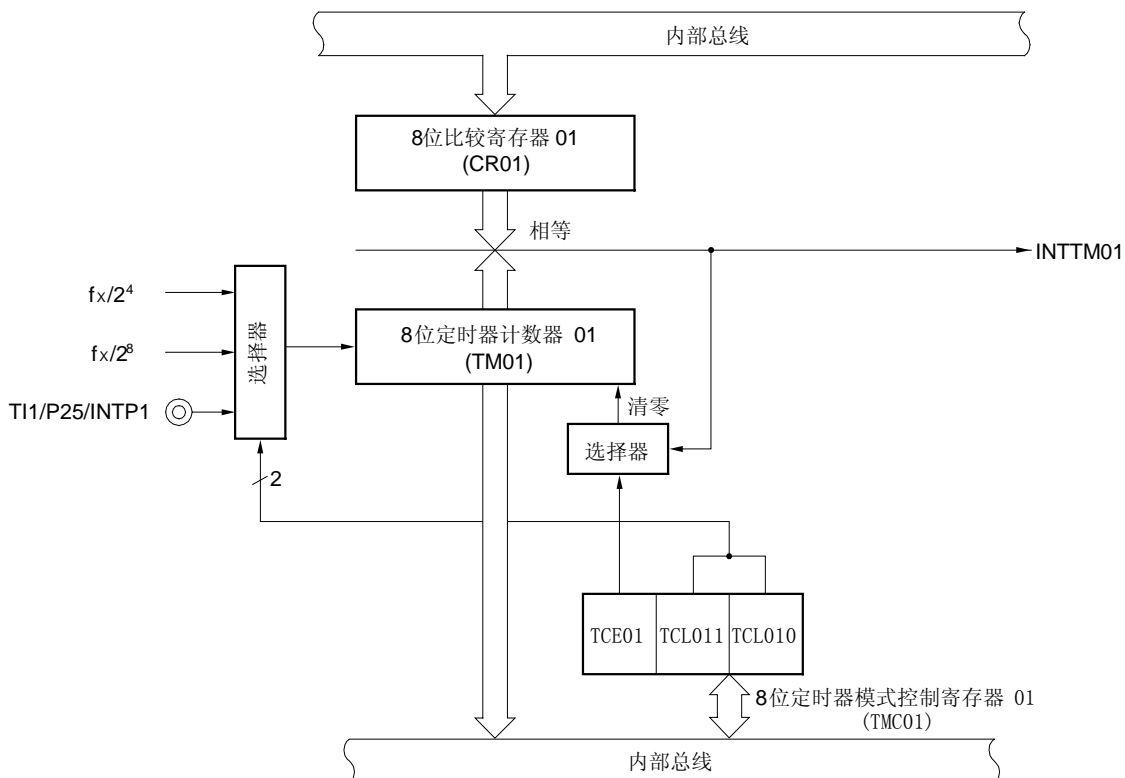 内部总线
8位比较寄存器 01
(CR01)
相等
INTTM01
fx/2⁴
fx/2⁸
TI1/P25/INTP1
选择器
8位定时器计数器 01
(TM01)
清零
选择器
2
TCE01 TCL011 TCL010
8位定时器模式控制寄存器 01
(TMC01)
内部总线